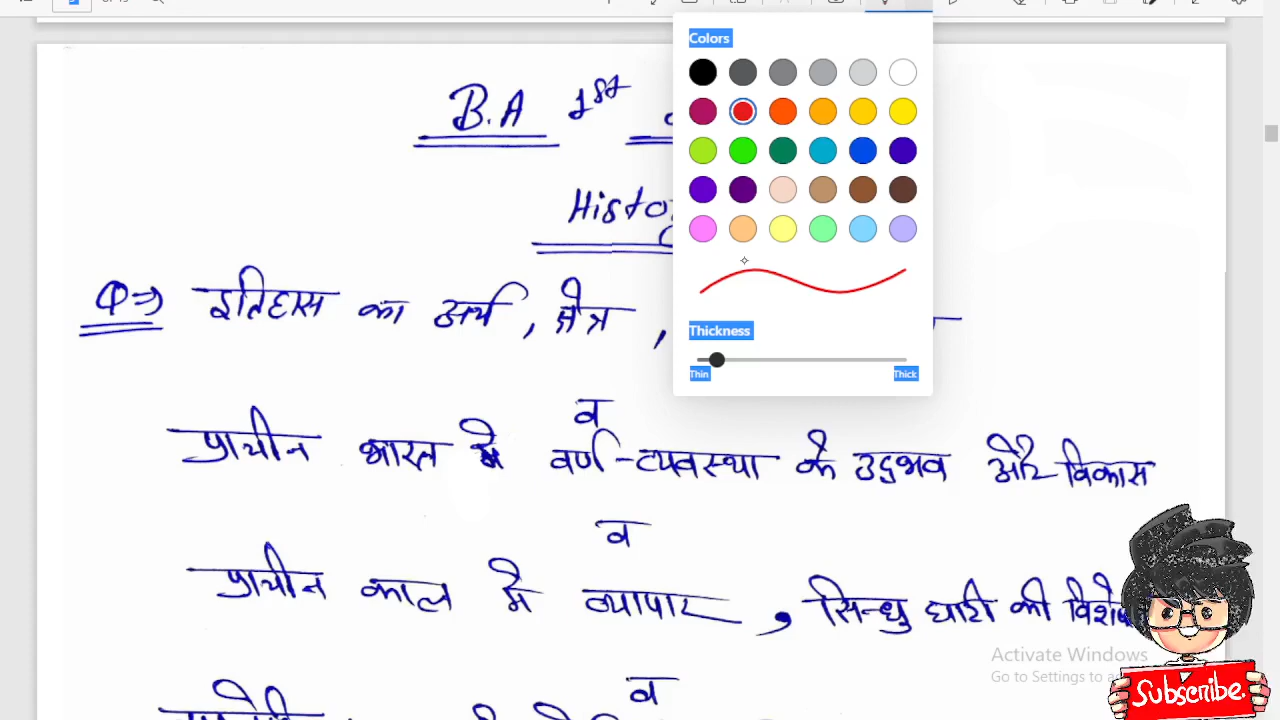 Colors
B.A 1st
Histo
Q⇒ इतिहास का अर्थ, क्षेत्र,
Thickness
Thin Thick
व
प्राचीन भारत में वर्ण-व्यवस्था के उद्भव और विकास
व
प्राचीन काल में व्यापार, सिन्धु घाटी की
Activate Windows
Go to Settings to
व
Subscribe.